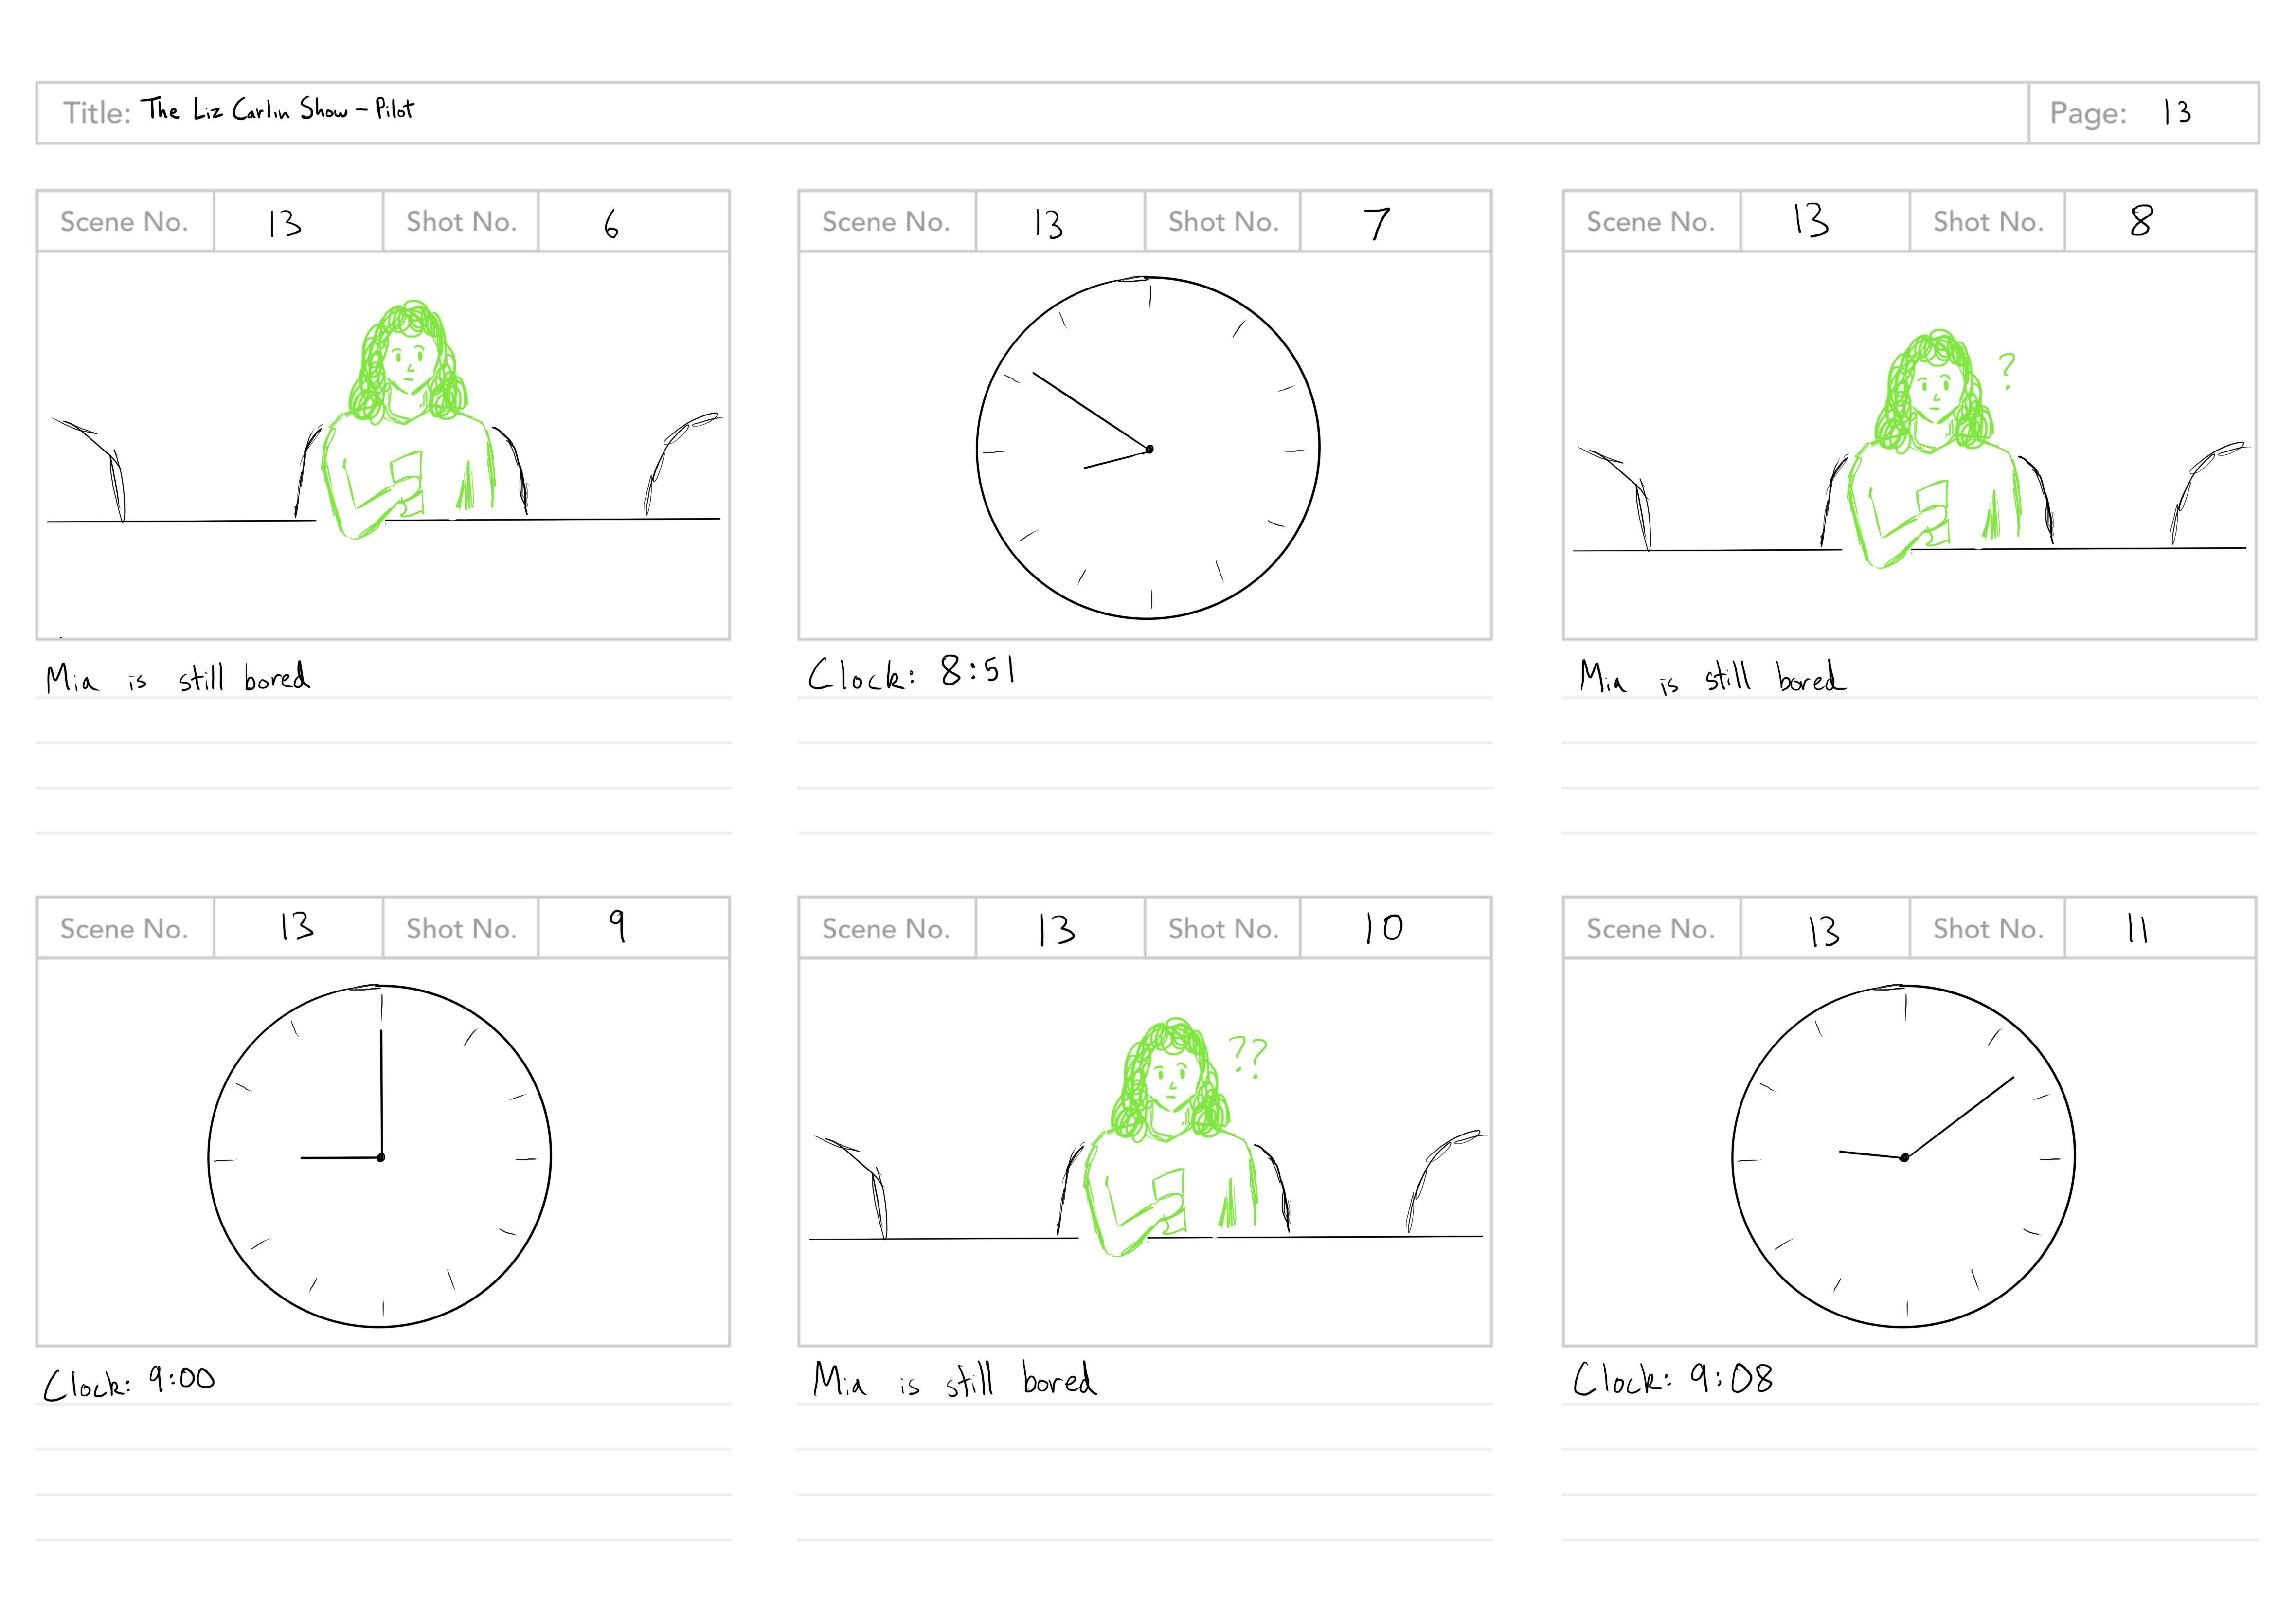 Title: The Liz Carlin Show - Pilot
Page: 13
Scene No. 13 Shot No. 6
Mia is still bored
Scene No. 13 Shot No. 7
Clock: 8:51
Scene No. 13 Shot No. 8
?
Mia is still bored
Scene No. 13 Shot No. 9
Clock: 9:00
Scene No. 13 Shot No. 10
??
Mia is still bored
Scene No. 13 Shot No. 11
Clock: 9:08